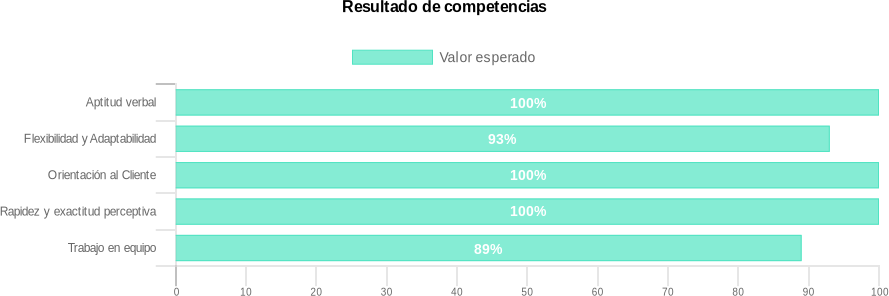 Resultado de competencias
Valor esperado
Aptitud verbal 100%
Flexibilidad y Adaptabilidad 93%
Orientación al Cliente 100%
Rapidez y exactitud perceptiva 100%
Trabajo en equipo 89%
0 10 20 30 40 50 60 70 80 90 100